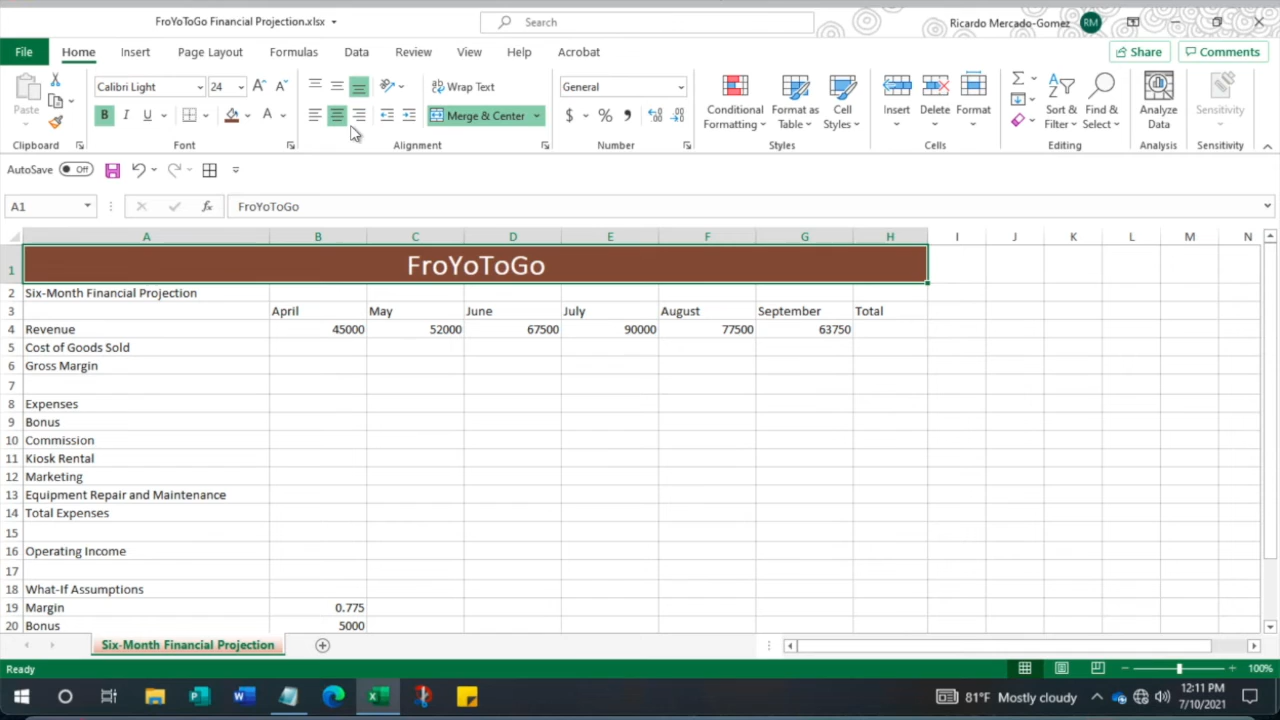 FroYoToGo Financial Projection.xlsx
Search
Ricardo Mercado-Gomez
RM
File
Home
Insert
Page Layout
Formulas
Data
Review
View
Help
Acrobat
Share
Comments
Paste
Clipboard
Calibri Light
24
B I U
Font
Wrap Text
Merge & Center
Alignment
General
$ % ,
Number
Conditional Formatting
Format as Table
Cell Styles
Styles
Insert
Delete
Format
Cells
Sort & Filter
Find & Select
Editing
Analyze Data
Analysis
Sensitivity
Sensitivity
AutoSave Off
A1 fx FroYoToGo
A B C D E F G H I J K L M N
1 FroYoToGo
2 Six-Month Financial Projection
3 April May June July August September Total
4 Revenue 45000 52000 67500 90000 77500 63750
5 Cost of Goods Sold
6 Gross Margin
7
8 Expenses
9 Bonus
10 Commission
11 Kiosk Rental
12 Marketing
13 Equipment Repair and Maintenance
14 Total Expenses
15
16 Operating Income
17
18 What-If Assumptions
19 Margin 0.775
20 Bonus 5000
Six-Month Financial Projection
Ready
100%
81°F Mostly cloudy
12:11 PM
7/10/2021